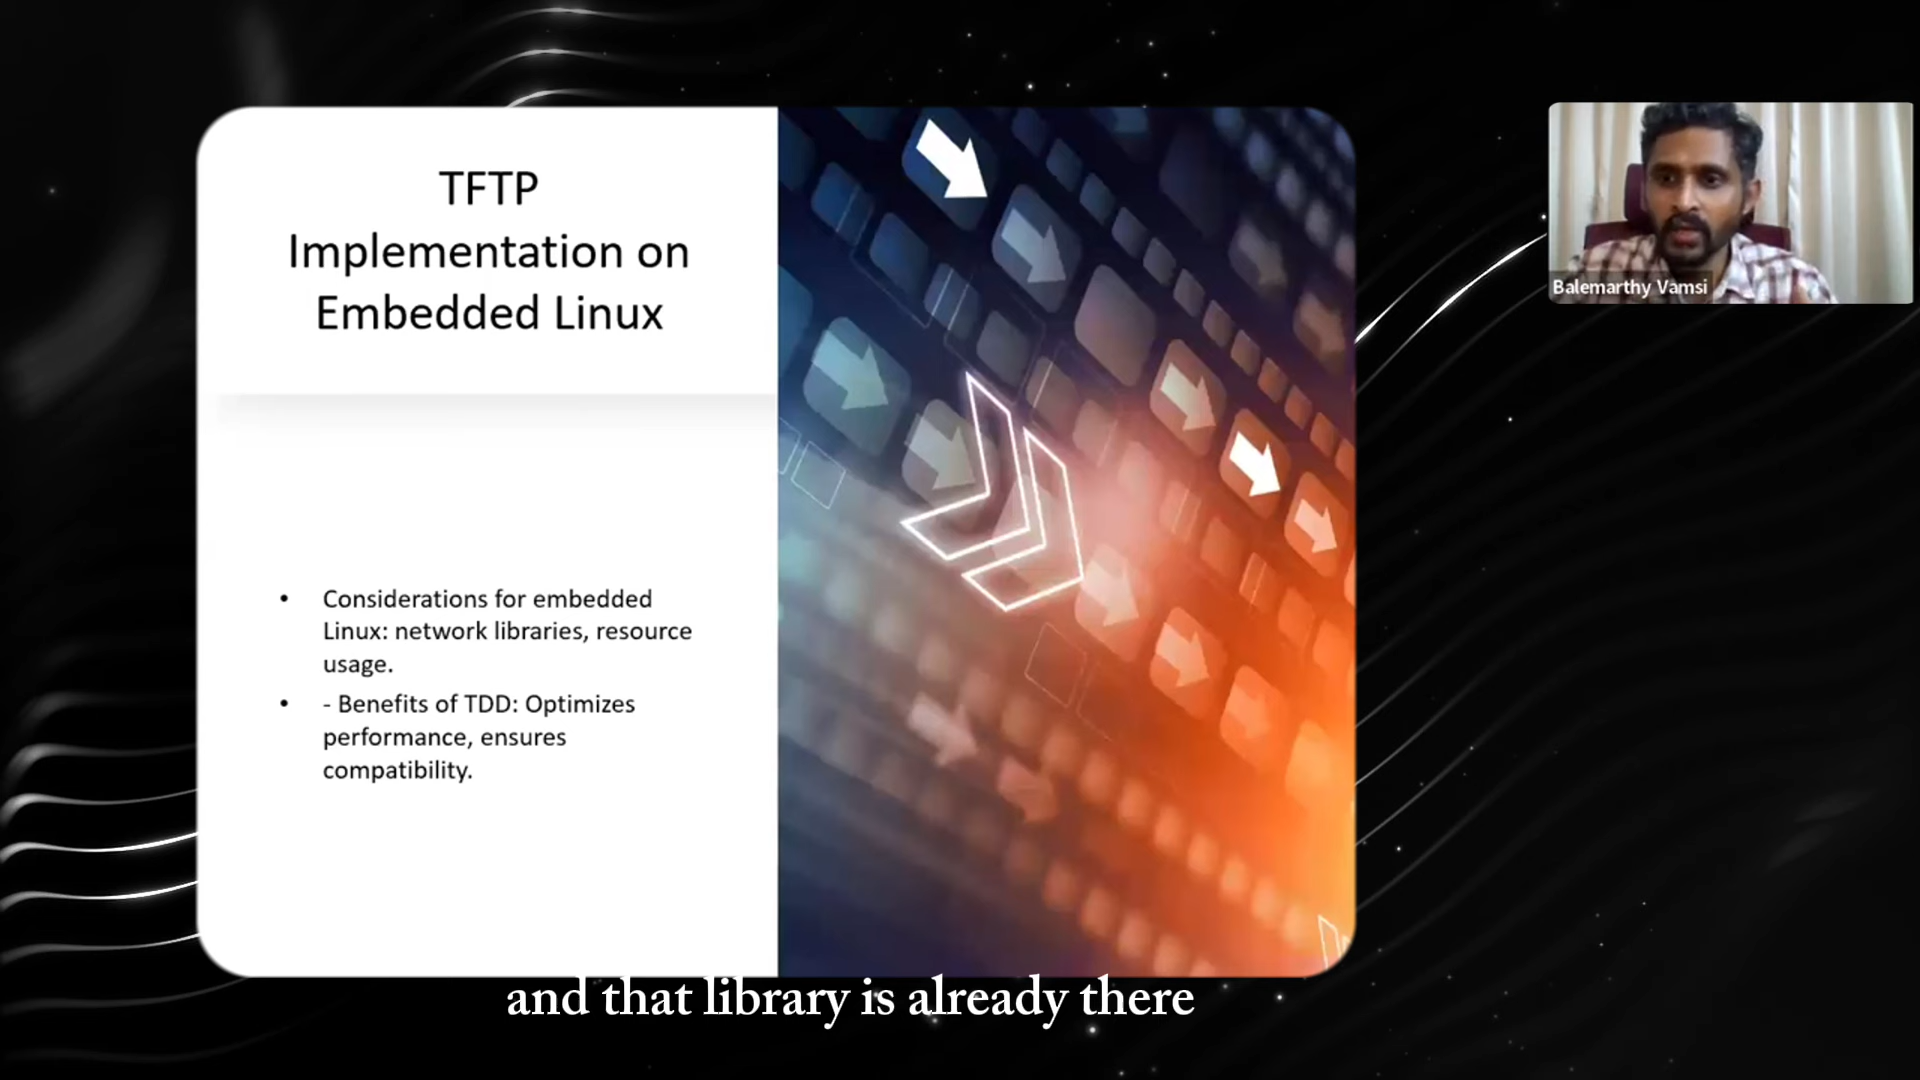 TFTP
Implementation on
Embedded Linux
• Considerations for embedded
Linux: network libraries, resource
usage.
• - Benefits of TDD: Optimizes
performance, ensures
compatibility.
Balemarthy Vamsi
and that library is already there